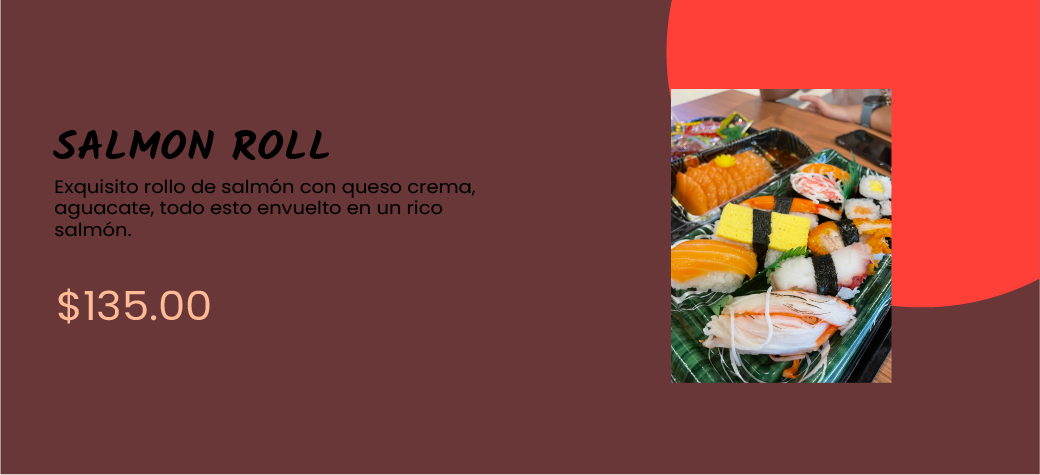 SALMON ROLL
Exquisito rollo de salmón con queso crema,
aguacate, todo esto envuelto en un rico
salmón.
$135.00